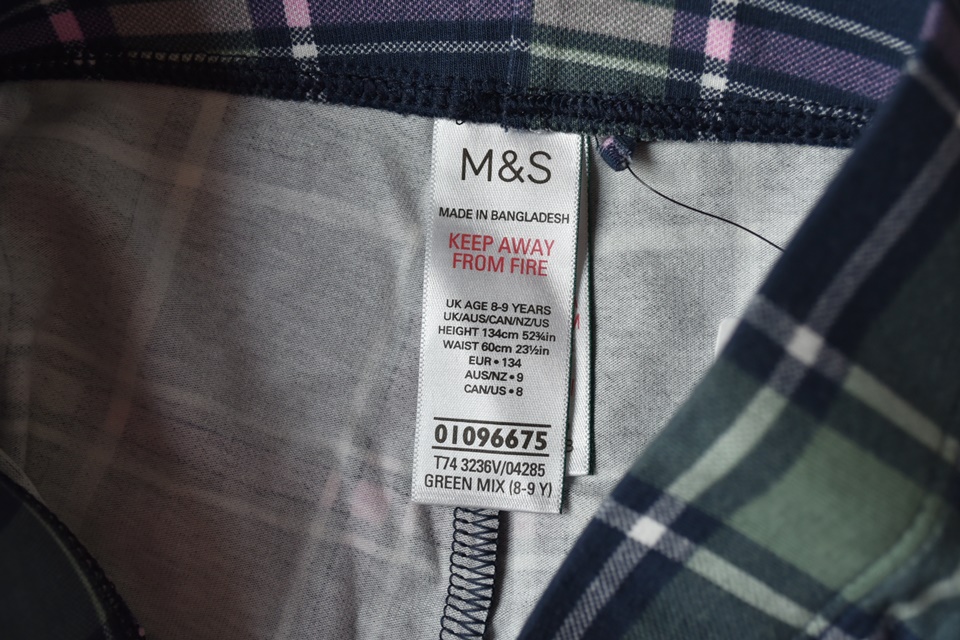 M&S
MADE IN BANGLADESH
KEEP AWAY
FROM FIRE
UK AGE 8-9 YEARS
UK/AUS/CAN/NZ/US
HEIGHT 134cm 52¾in
WAIST 60cm 23½in
EUR • 134
AUS/NZ • 9
CAN/US • 8
01096675
T74 3236V/04285
GREEN MIX (8-9 Y)